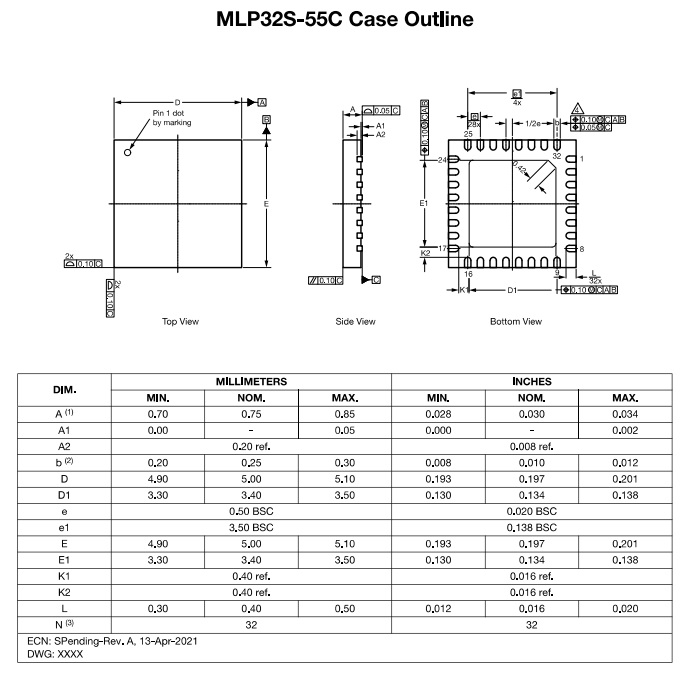 MLP32S-55C Case Outline
D
A
Pin 1 dot
by marking
B
E
2x
0.10 C
2x
0.10 C
Top View
A
0.05 C
A1
A2
// 0.10 C
C
Side View
e1
4x
e
28x
1/2e
b
4
0.10 M C A B
0.05 M C
0.10 M C A B
25
32
24
1
0.42
E1
17
8
K2
16
9
L
32x
K1
D1
0.10 M C A B
Bottom View
DIM. MILLIMETERS INCHES
MIN. NOM. MAX. MIN. NOM. MAX.
A (1) 0.70 0.75 0.85 0.028 0.030 0.034
A1 0.00 - 0.05 0.000 - 0.002
A2 0.20 ref. 0.008 ref.
b (2) 0.20 0.25 0.30 0.008 0.010 0.012
D 4.90 5.00 5.10 0.193 0.197 0.201
D1 3.30 3.40 3.50 0.130 0.134 0.138
e 0.50 BSC 0.020 BSC
e1 3.50 BSC 0.138 BSC
E 4.90 5.00 5.10 0.193 0.197 0.201
E1 3.30 3.40 3.50 0.130 0.134 0.138
K1 0.40 ref. 0.016 ref.
K2 0.40 ref. 0.016 ref.
L 0.30 0.40 0.50 0.012 0.016 0.020
N (3) 32 32
ECN: SPending-Rev. A, 13-Apr-2021
DWG: XXXX